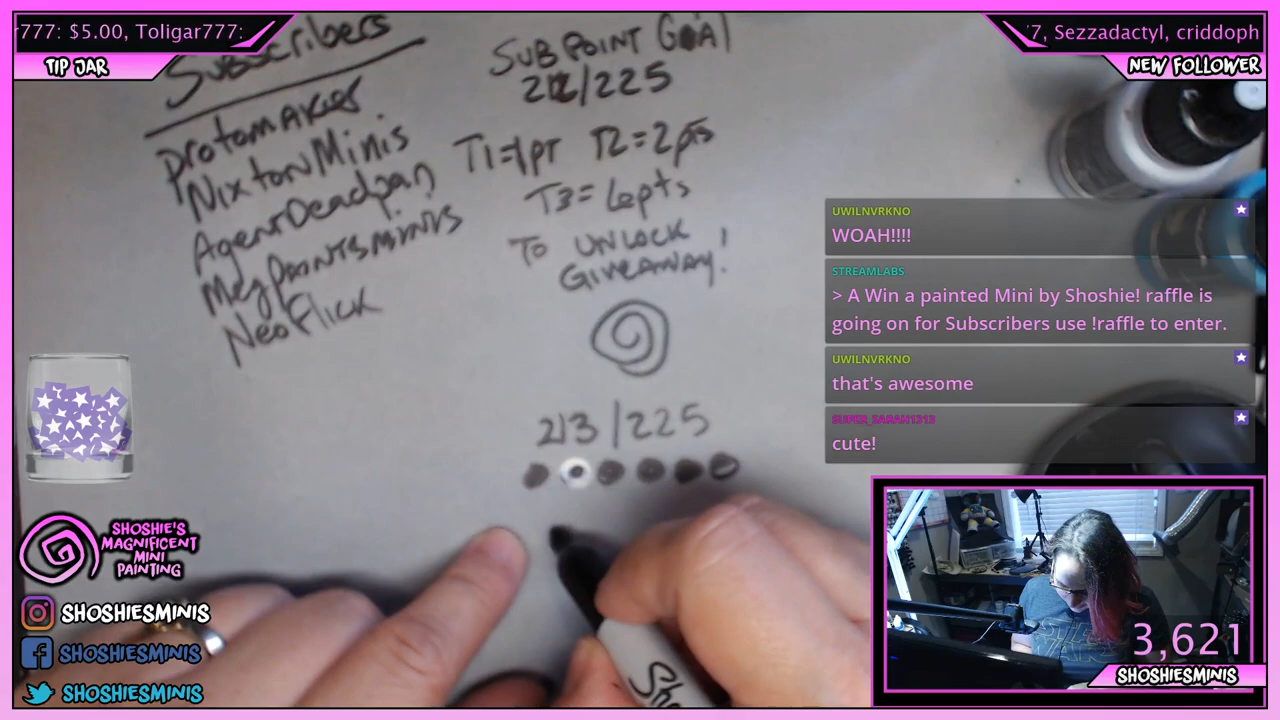 777: $5.00, Toligar777:
TIP JAR
'7, Sezzadactyl, criddoph
NEW FOLLOWER
SUBSCRIBERS
ProtoMAKES
NixtonMinis
AgentDeadpan
MegPAINTSMINIS
NeoFlick
SUB POINT GOAL
212/225
T1=1pt T2=2pts
T3=6pts
TO UNLOCK
GIVEAWAY!
213/225
UWILNVRKNO
WOAH!!!!
STREAMLABS
> A Win a painted Mini by Shoshie! raffle is
going on for Subscribers use !raffle to enter.
UWILNVRKNO
that's awesome
SUPER_SARAH1313
cute!
SHOSHIE'S
MAGNIFICENT
MINI
PAINTING
SHOSHIESMINIS
SHOSHIESMINIS
SHOSHIESMINIS
Sha
3,621
SHOSHIESMINIS